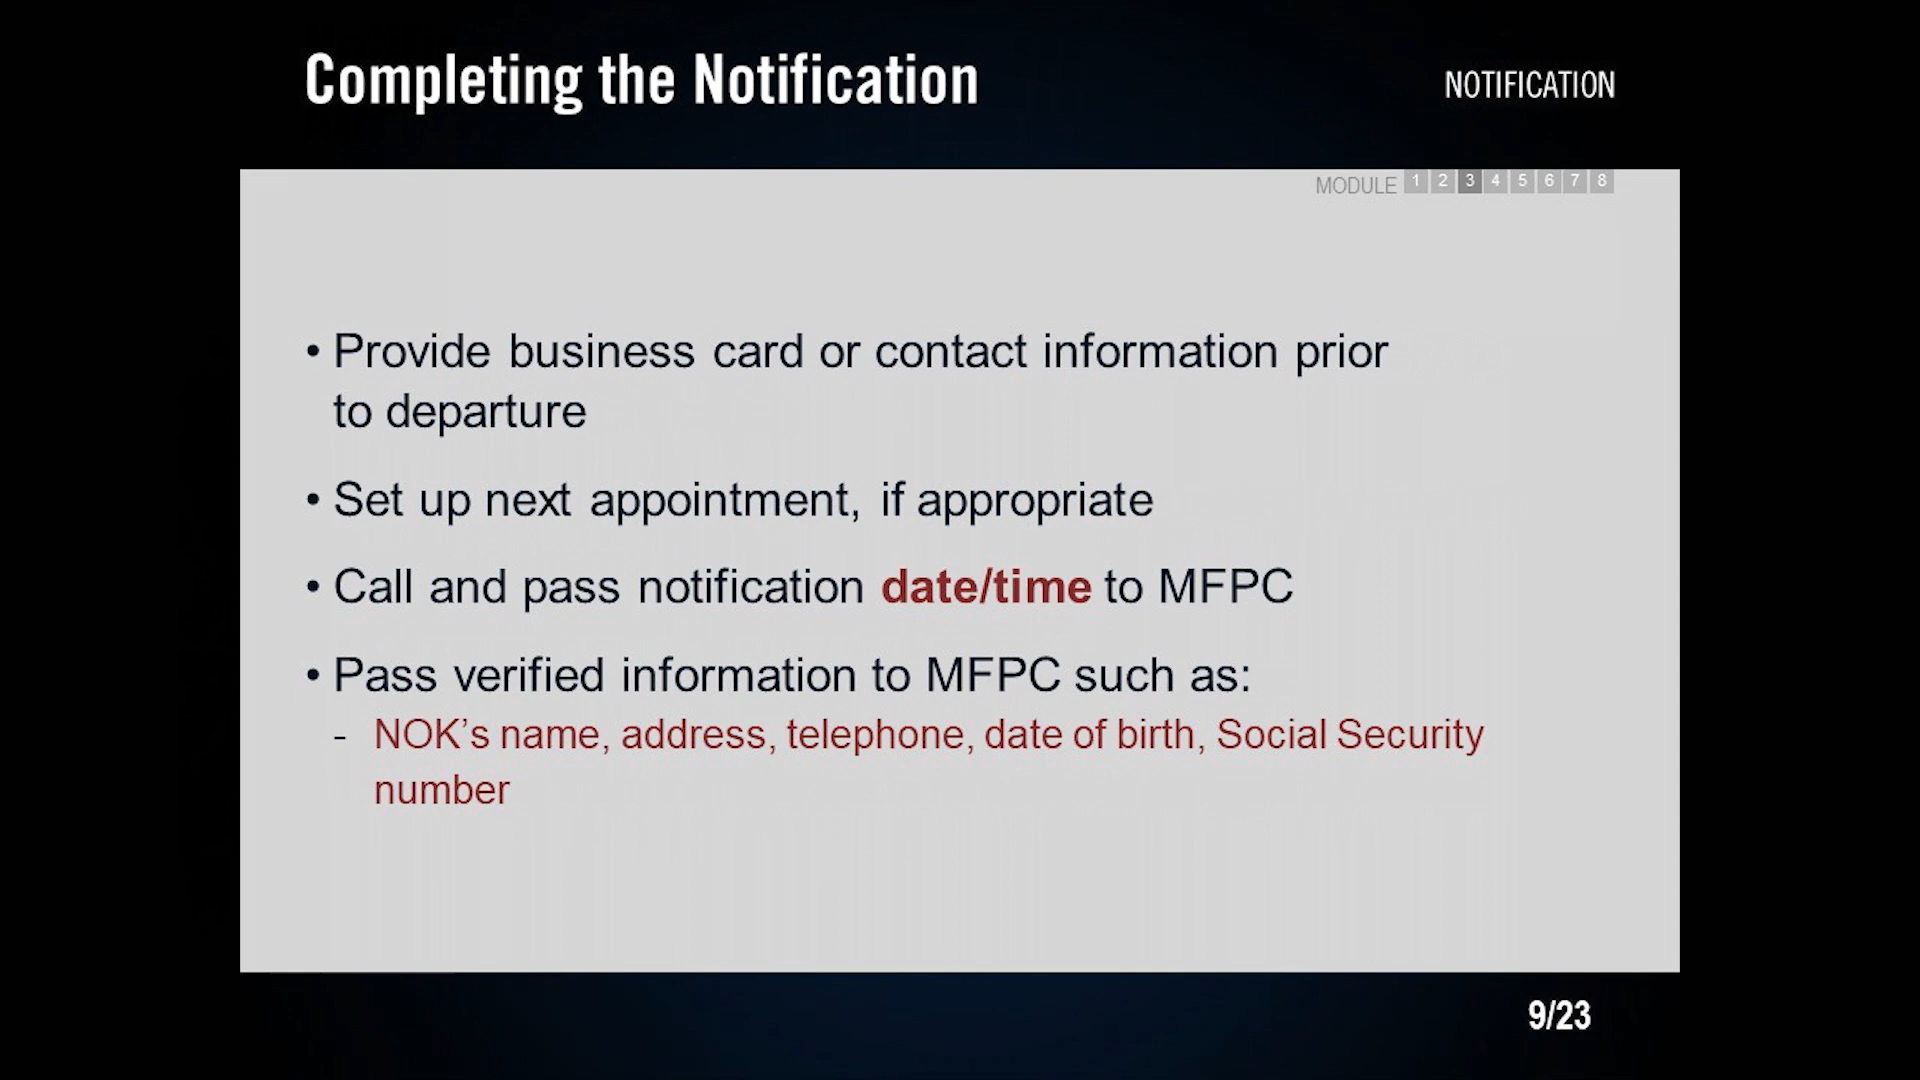 Completing the Notification
NOTIFICATION
MODULE 1 2 3 4 5 6 7 8
• Provide business card or contact information prior
to departure
• Set up next appointment, if appropriate
• Call and pass notification date/time to MFPC
• Pass verified information to MFPC such as:
- NOK’s name, address, telephone, date of birth, Social Security
number
9/23